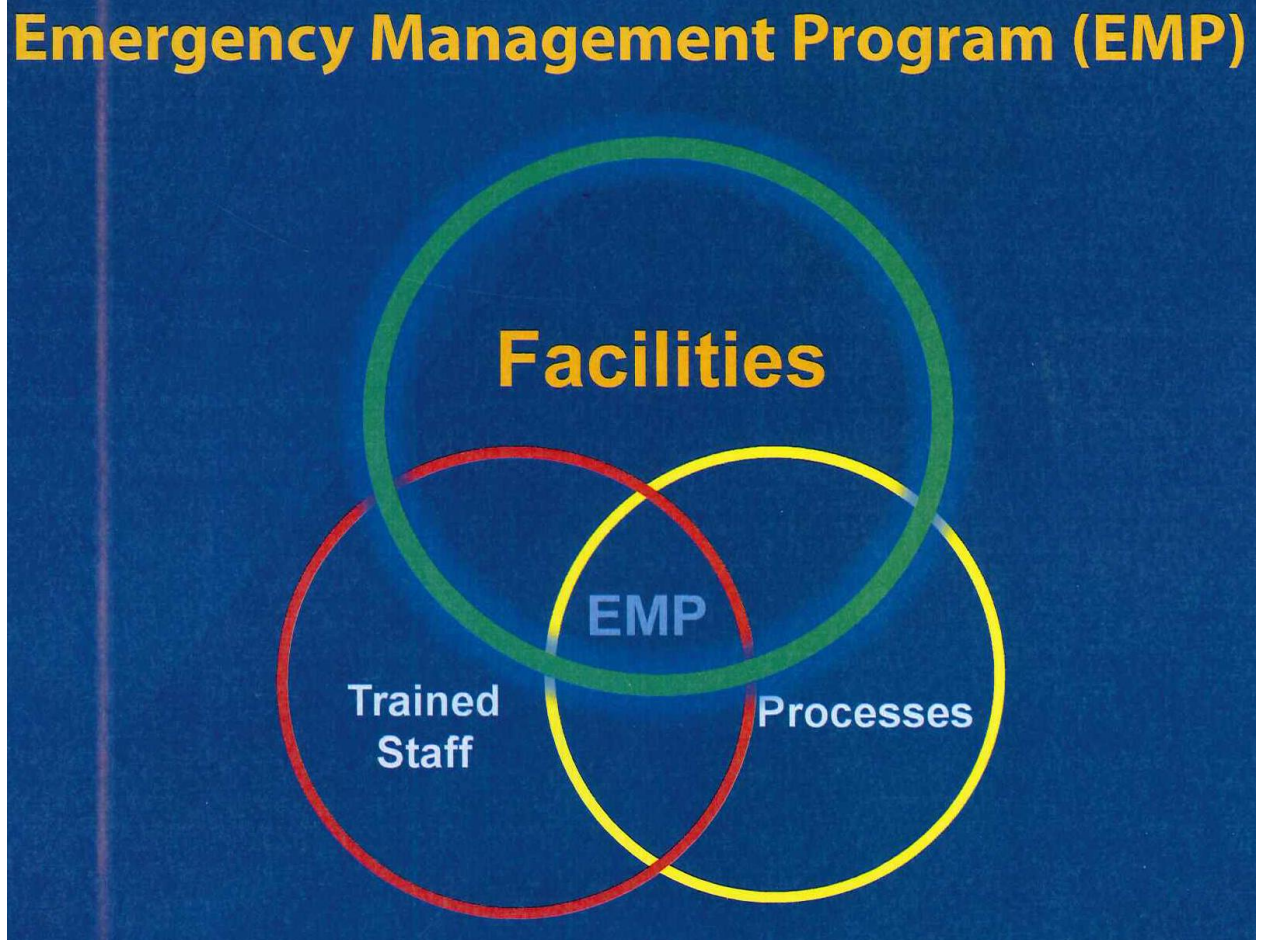 Emergency Management Program (EMP)
Facilities
EMP
Trained
Staff
Processes